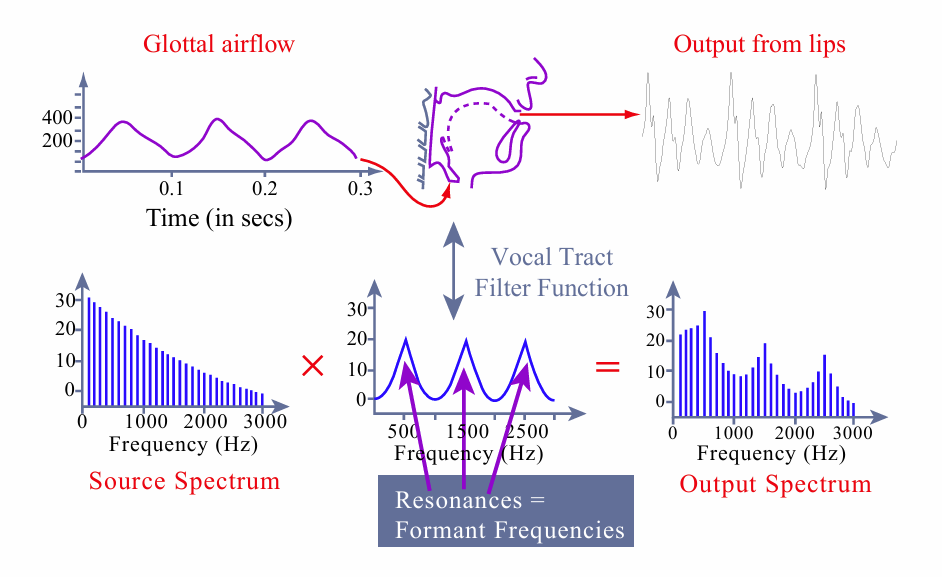 Glottal airflow
Output from lips
400
200
0.1 0.2 0.3
Time (in secs)
Vocal Tract
Filter Function
30
20
10
0
0 1000 2000 3000
Frequency (Hz)
Source Spectrum
×
30
20
10
0
500 1500 2500
Frequency (Hz)
Resonances =
Formant Frequencies
=
30
20
10
0
0 1000 2000 3000
Frequency (Hz)
Output Spectrum